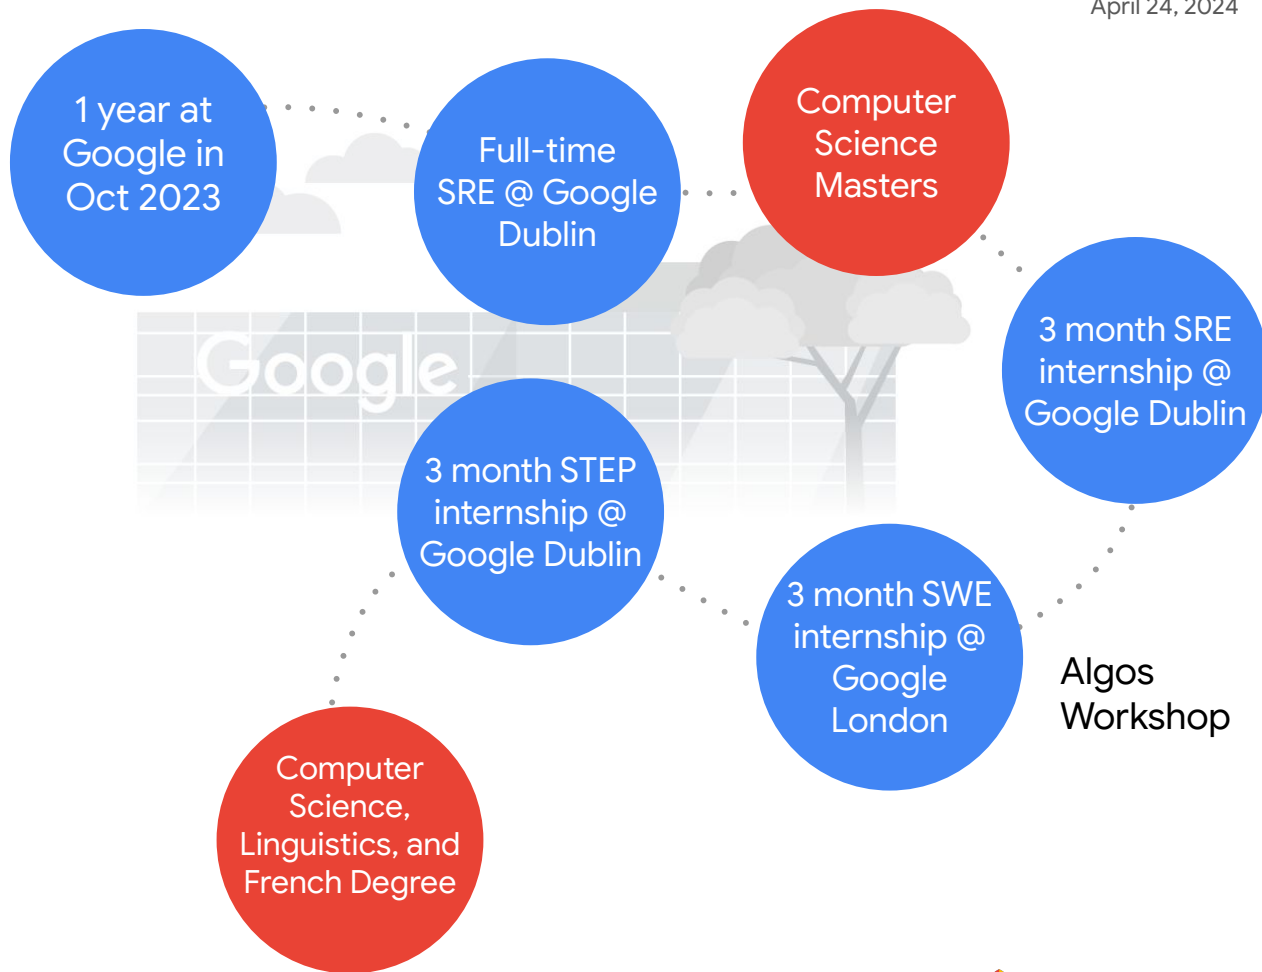 April 24, 2024
1 year at
Google in
Oct 2023
Full-time
SRE @ Google
Dublin
Computer
Science
Masters
Google
3 month SRE
internship @
Google Dublin
3 month STEP
internship @
Google Dublin
3 month SWE
internship @
Google
London
Algos
Workshop
Computer
Science,
Linguistics, and
French Degree